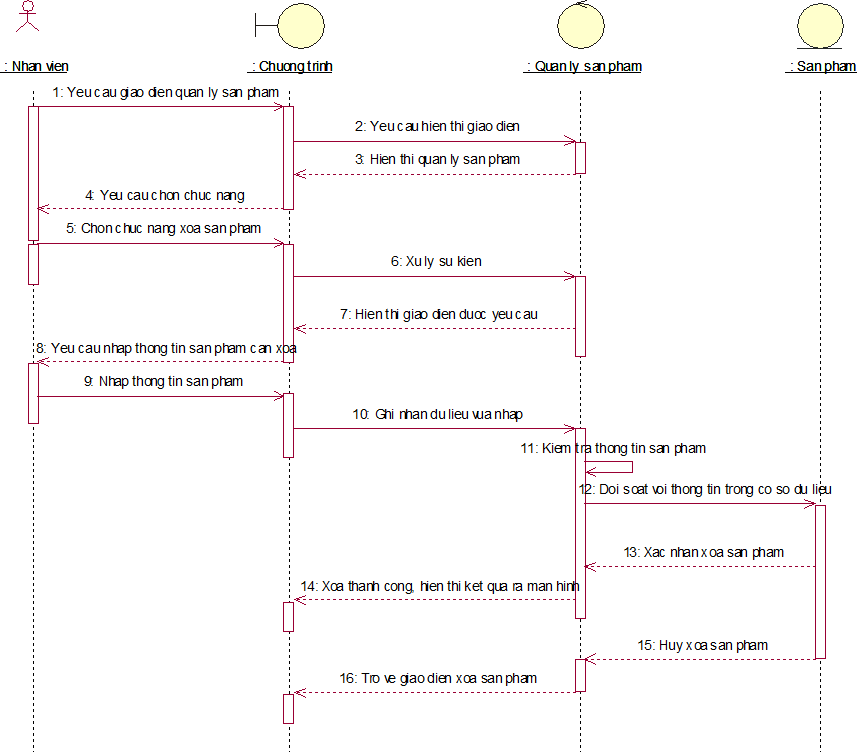 : Nhan vien
: Chuong trinh
: Quan ly san pham
: San pham
1: Yeu cau giao dien quan ly san pham
2: Yeu cau hien thi giao dien
3: Hien thi quan ly san pham
4: Yeu cau chon chuc nang
5: Chon chuc nang xoa san pham
6: Xu ly su kien
7: Hien thi giao dien duoc yeu cau
8: Yeu cau nhap thong tin san pham can xoa
9: Nhap thong tin san pham
10: Ghi nhan du lieu vua nhap
11: Kiem tra thong tin san pham
12: Doi soat voi thong tin trong co so du lieu
13: Xac nhan xoa san pham
14: Xoa thanh cong, hien thi ket qua ra man hinh
15: Huy xoa san pham
16: Tro ve giao dien xoa san pham